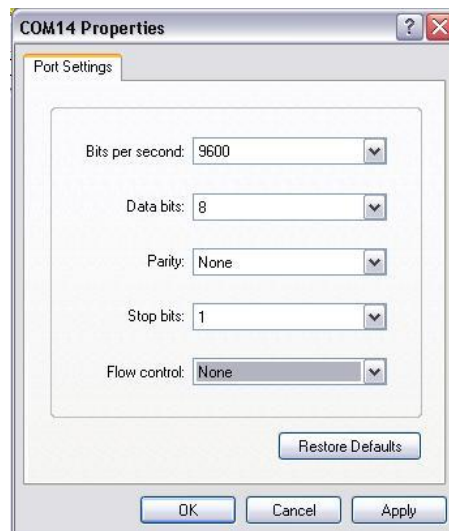 COM14 Properties
Port Settings
Bits per second: 9600
Data bits: 8
Parity: None
Stop bits: 1
Flow control: None
Restore Defaults
OK Cancel Apply